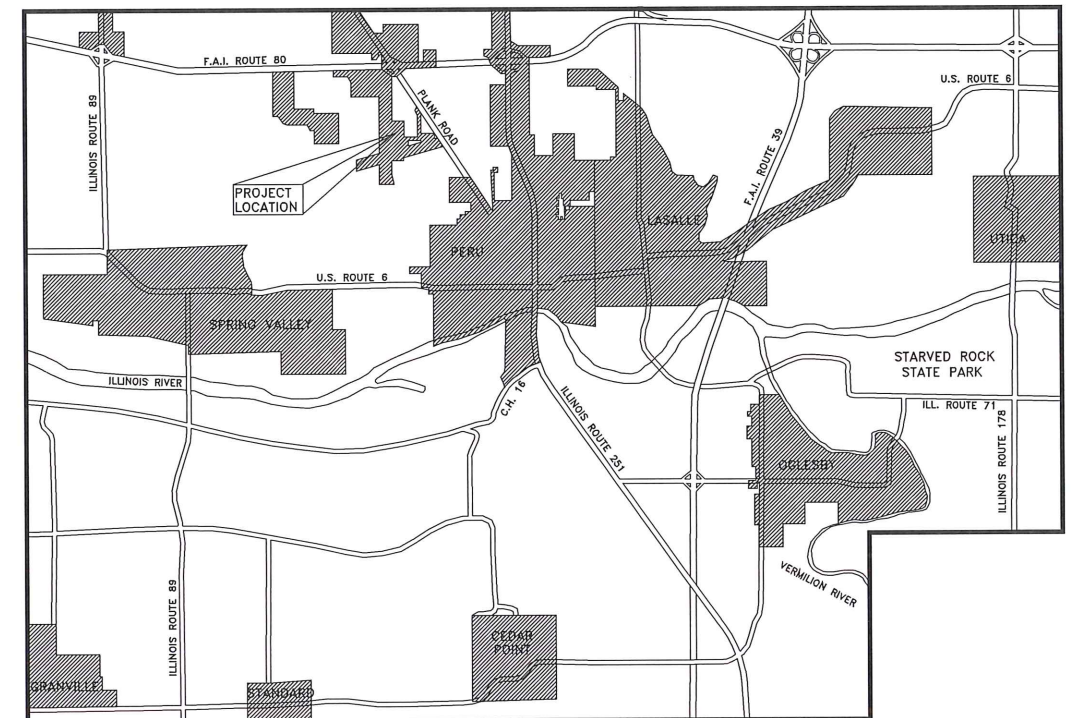 F.A.I. ROUTE 80
ILLINOIS ROUTE 89
PLANK ROAD
U.S. ROUTE 6
F.A.I. ROUTE 39
PROJECT
LOCATION
LASALLE
UTICA
PERU
U.S. ROUTE 6
SPRING VALLEY
ILLINOIS RIVER
STARVED ROCK
STATE PARK
C.H. 16
ILL. ROUTE 71
ILLINOIS ROUTE 251
ILLINOIS ROUTE 178
OGLESBY
VERMILION RIVER
ILLINOIS ROUTE 89
CEDAR
POINT
GRANVILLE
STANDARD